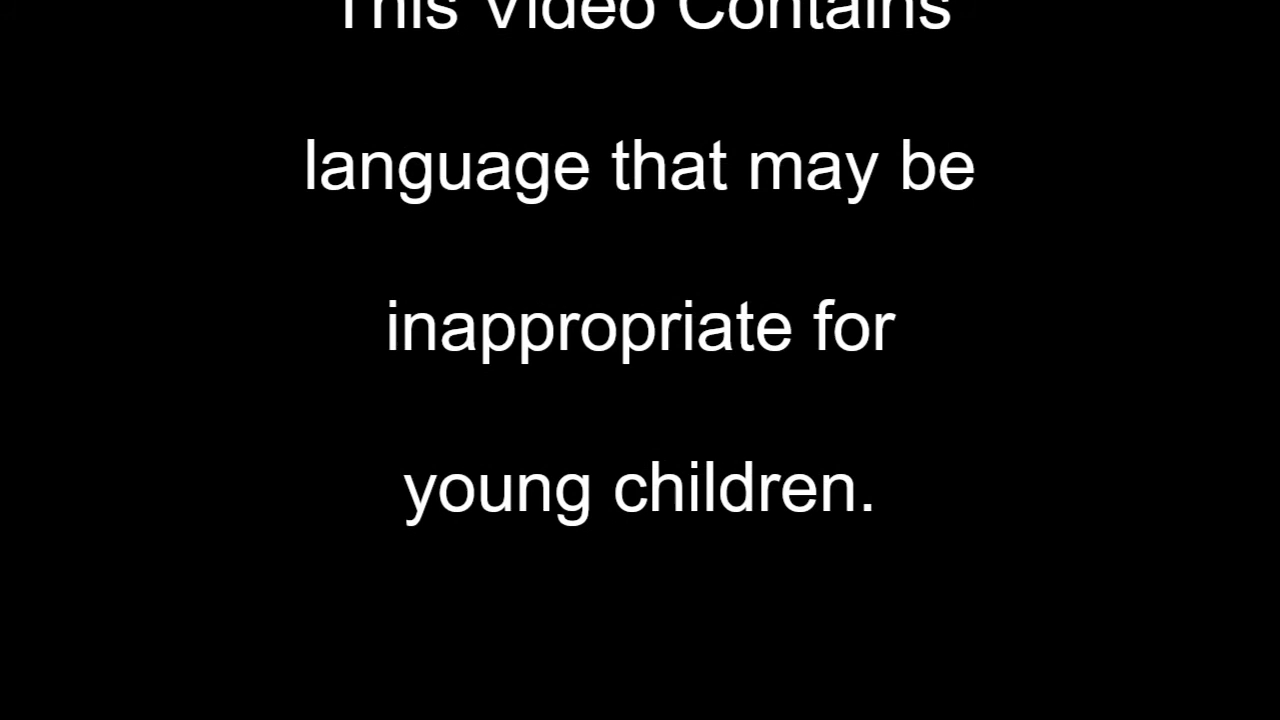 This Video Contains
language that may be
inappropriate for
young children.